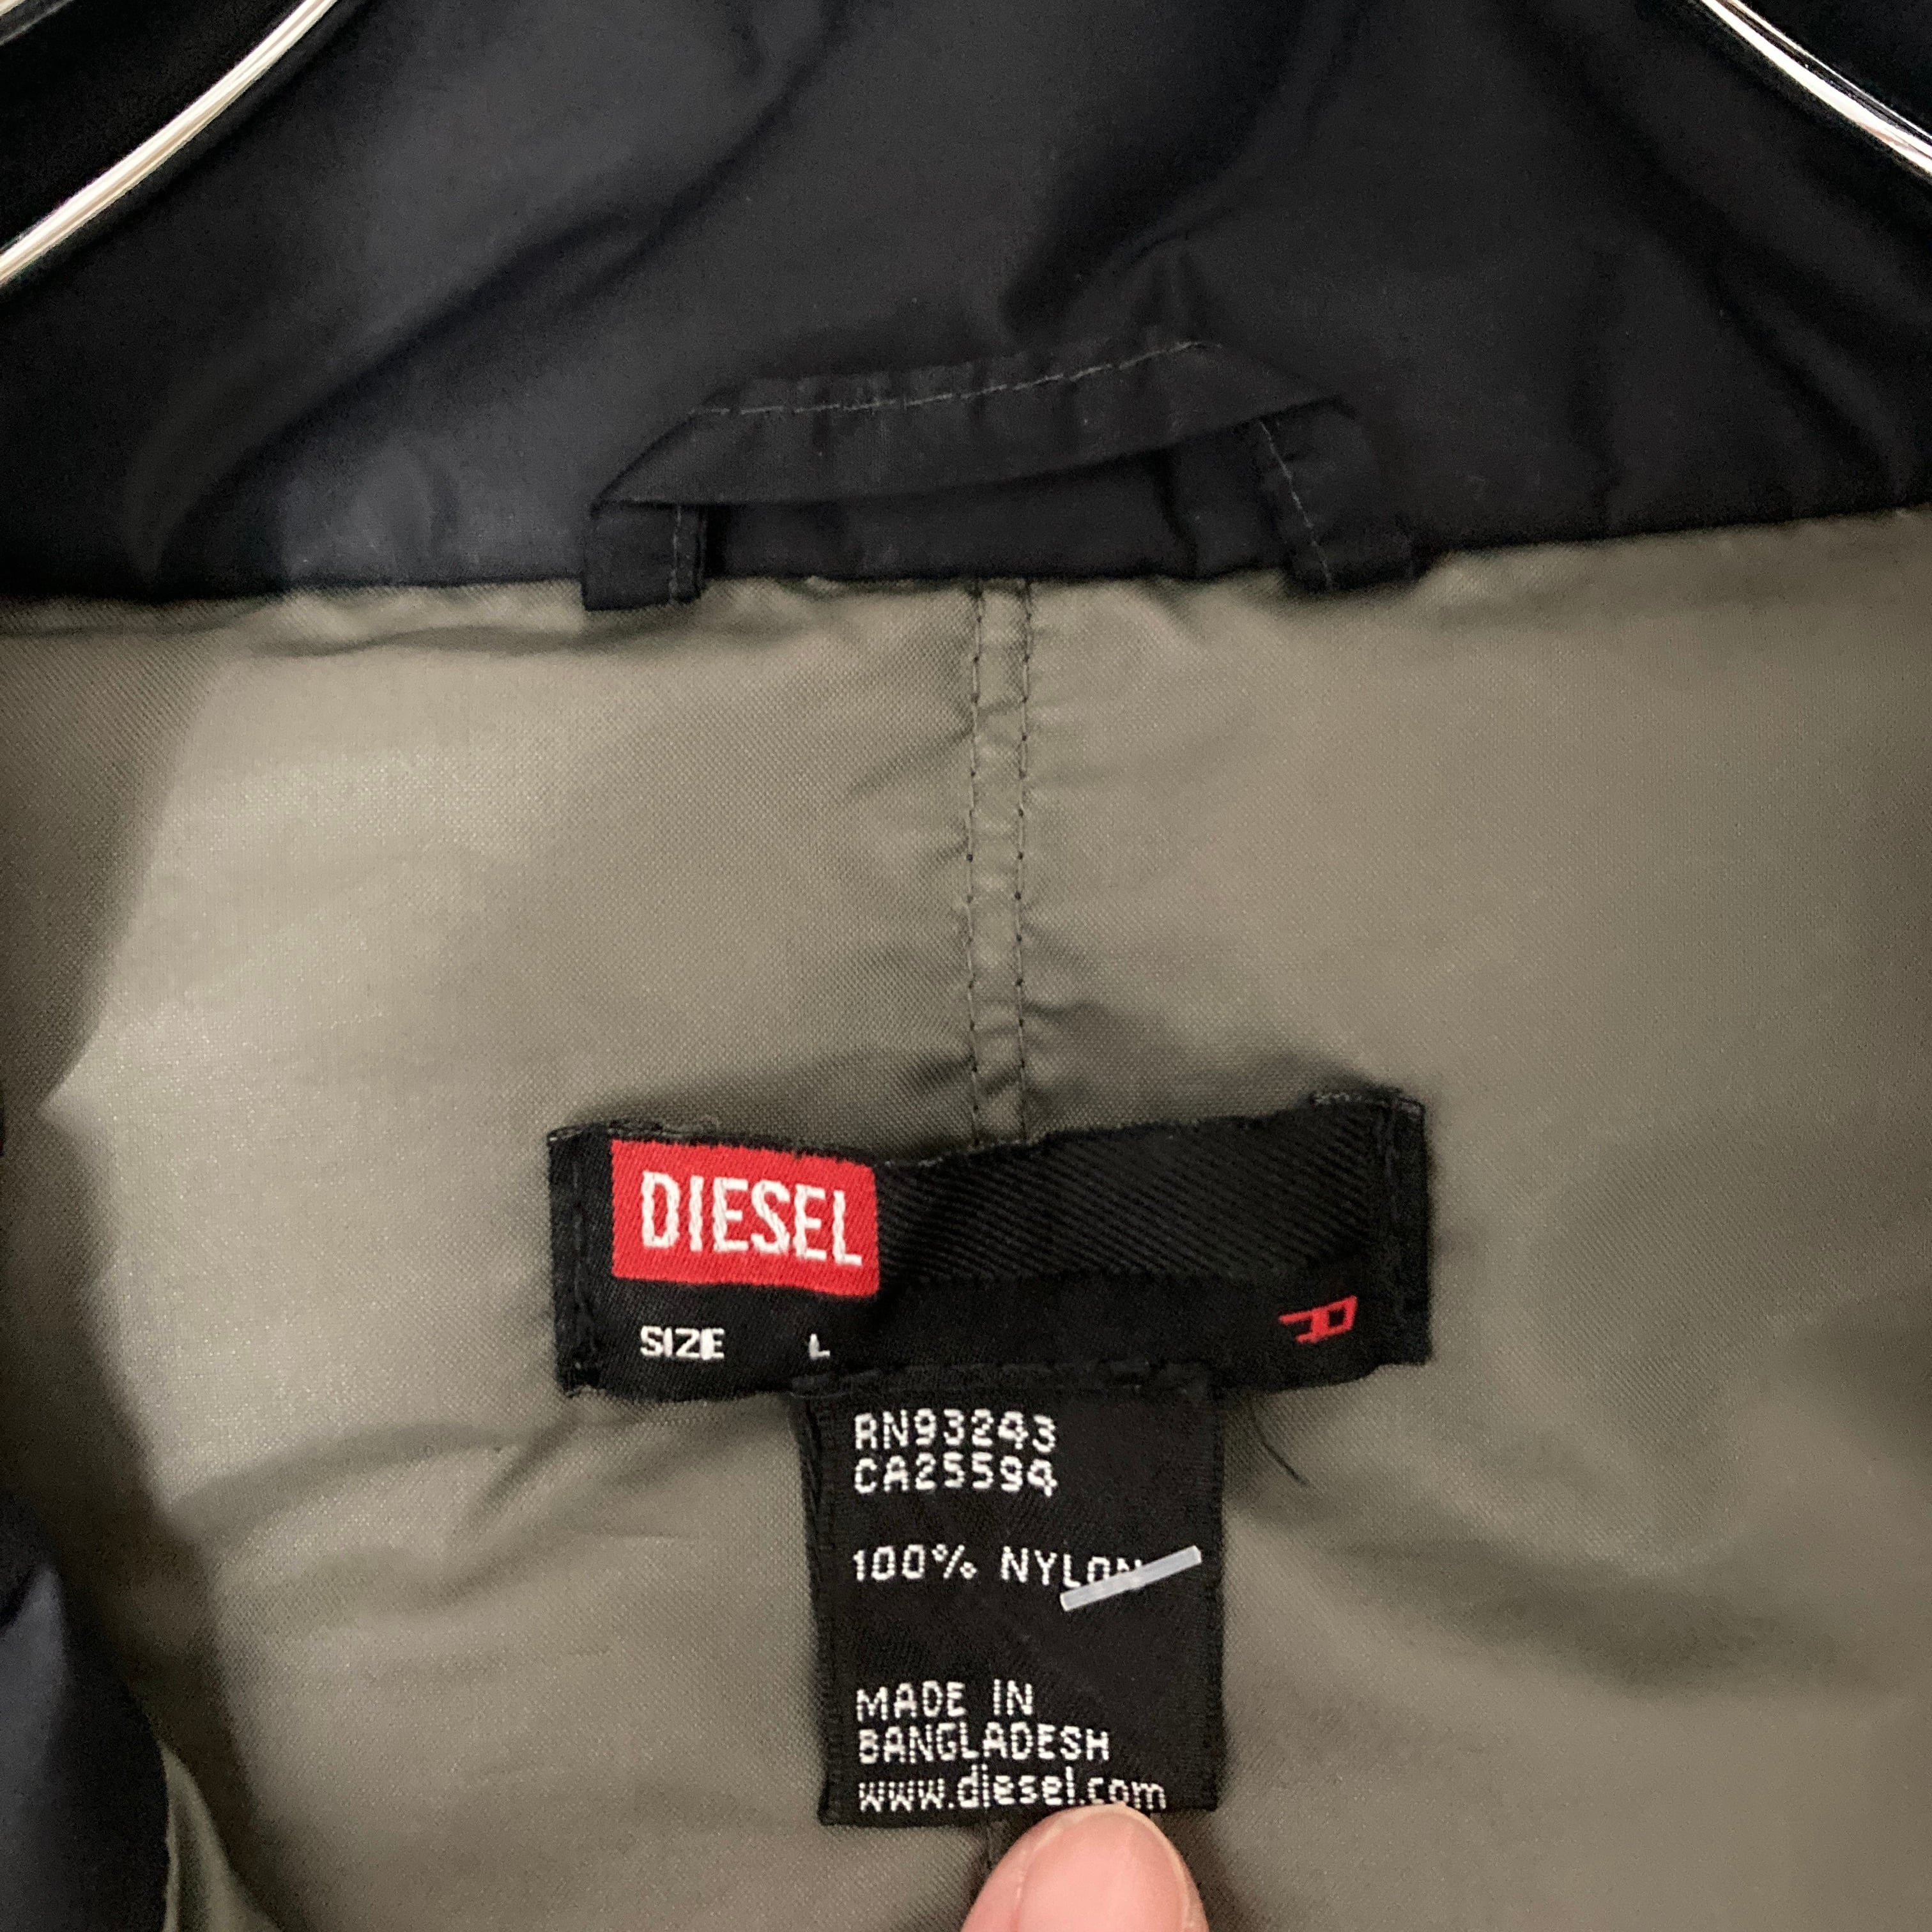 DIESEL
SIZE L
RN93243
CA25594
100% NYLON
MADE IN
BANGLADESH
www.diesel.com